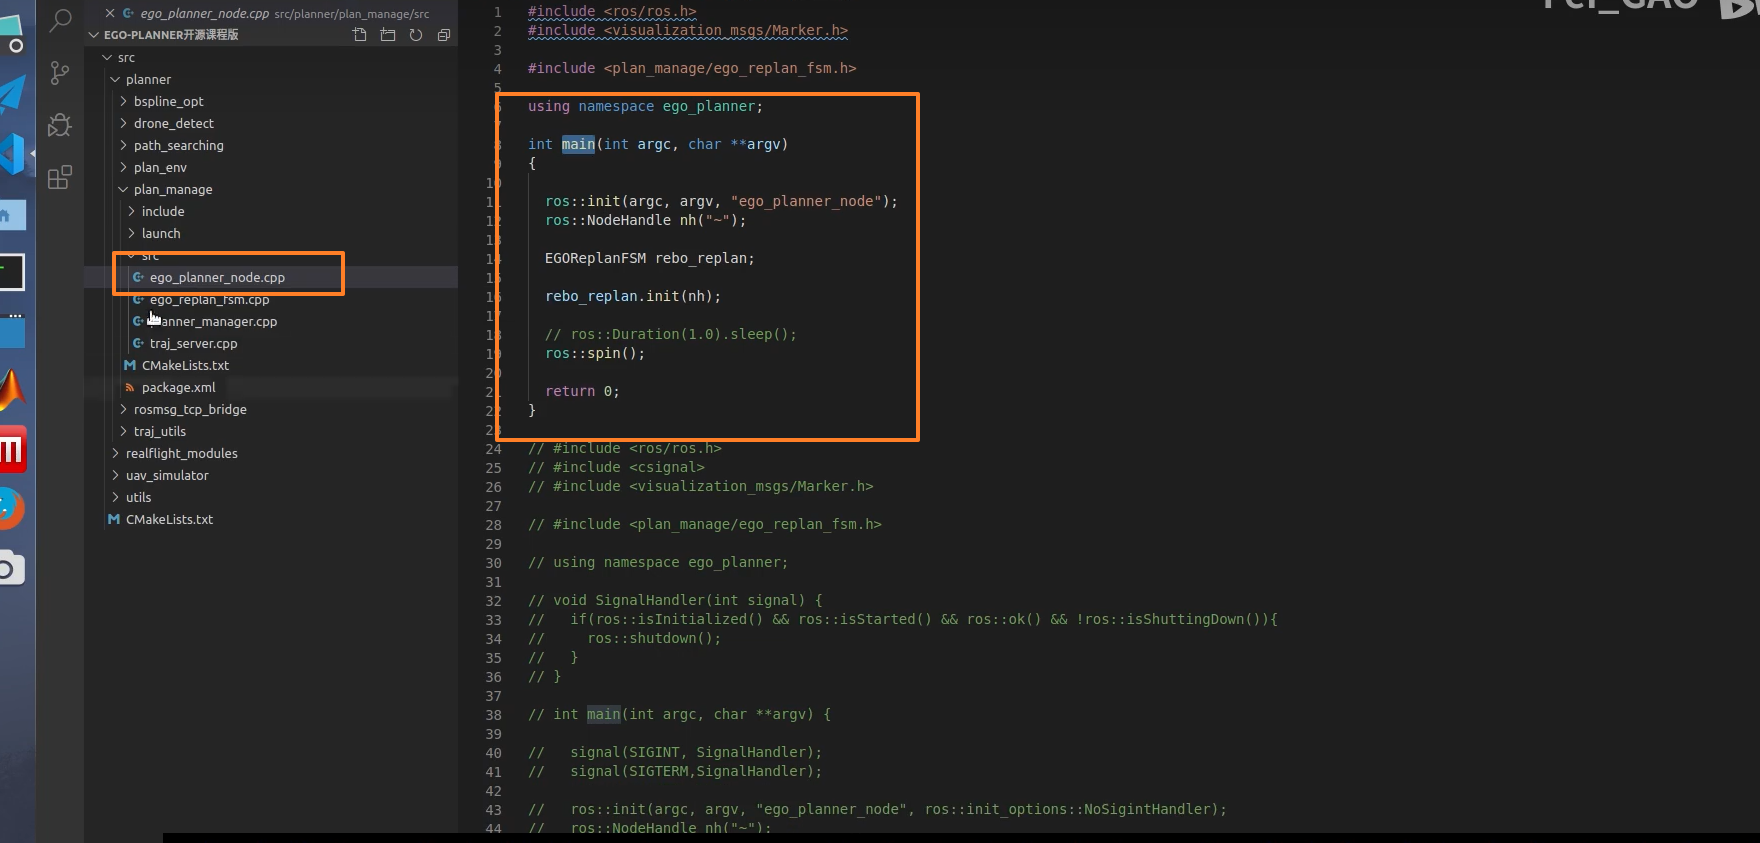 ego_planner_node.cpp src/planner/plan_manage/src
EGO-PLANNER开源课程版
src
planner
bspline_opt
drone_detect
path_searching
plan_env
plan_manage
include
launch
src
ego_planner_node.cpp
ego_replan_fsm.cpp
anner_manager.cpp
traj_server.cpp
CMakeLists.txt
package.xml
rosmsg_tcp_bridge
traj_utils
realflight_modules
uav_simulator
utils
CMakeLists.txt
1 #include <ros/ros.h>
2 #include <visualization_msgs/Marker.h>
3
4 #include <plan_manage/ego_replan_fsm.h>
5
6 using namespace ego_planner;
7
8 int main(int argc, char **argv)
9 {
10
11 ros::init(argc, argv, "ego_planner_node");
12 ros::NodeHandle nh("~");
13
14 EGOReplanFSM rebo_replan;
15
16 rebo_replan.init(nh);
17
18 // ros::Duration(1.0).sleep();
19 ros::spin();
20
21 return 0;
22 }
23
24 // #include <ros/ros.h>
25 // #include <csignal>
26 // #include <visualization_msgs/Marker.h>
27
28 // #include <plan_manage/ego_replan_fsm.h>
29
30 // using namespace ego_planner;
31
32 // void SignalHandler(int signal) {
33 // if(ros::isInitialized() && ros::isStarted() && ros::ok() && !ros::isShuttingDown()){
34 // ros::shutdown();
35 // }
36 // }
37
38 // int main(int argc, char **argv) {
39
40 // signal(SIGINT, SignalHandler);
41 // signal(SIGTERM,SignalHandler);
42
43 // ros::init(argc, argv, "ego_planner_node", ros::init_options::NoSigintHandler);
44 // ros::NodeHandle nh("~");